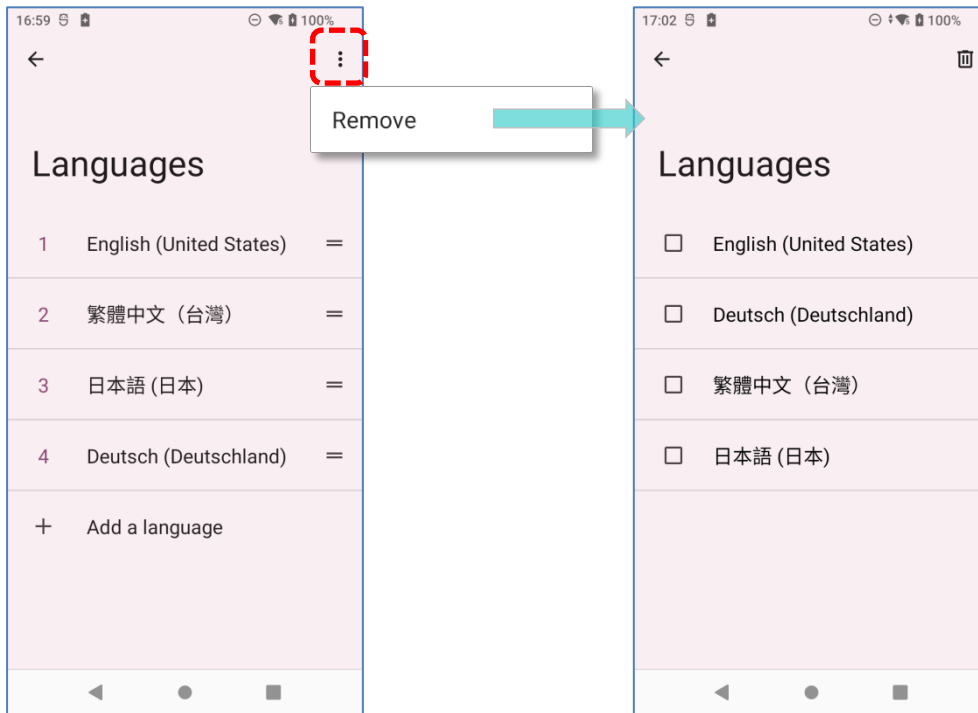 16:59
100%
Remove
Languages
1 English (United States)
2 繁體中文（台灣）
3 日本語 (日本)
4 Deutsch (Deutschland)
+ Add a language
17:02
100%
Languages
English (United States)
Deutsch (Deutschland)
繁體中文（台灣）
日本語 (日本)